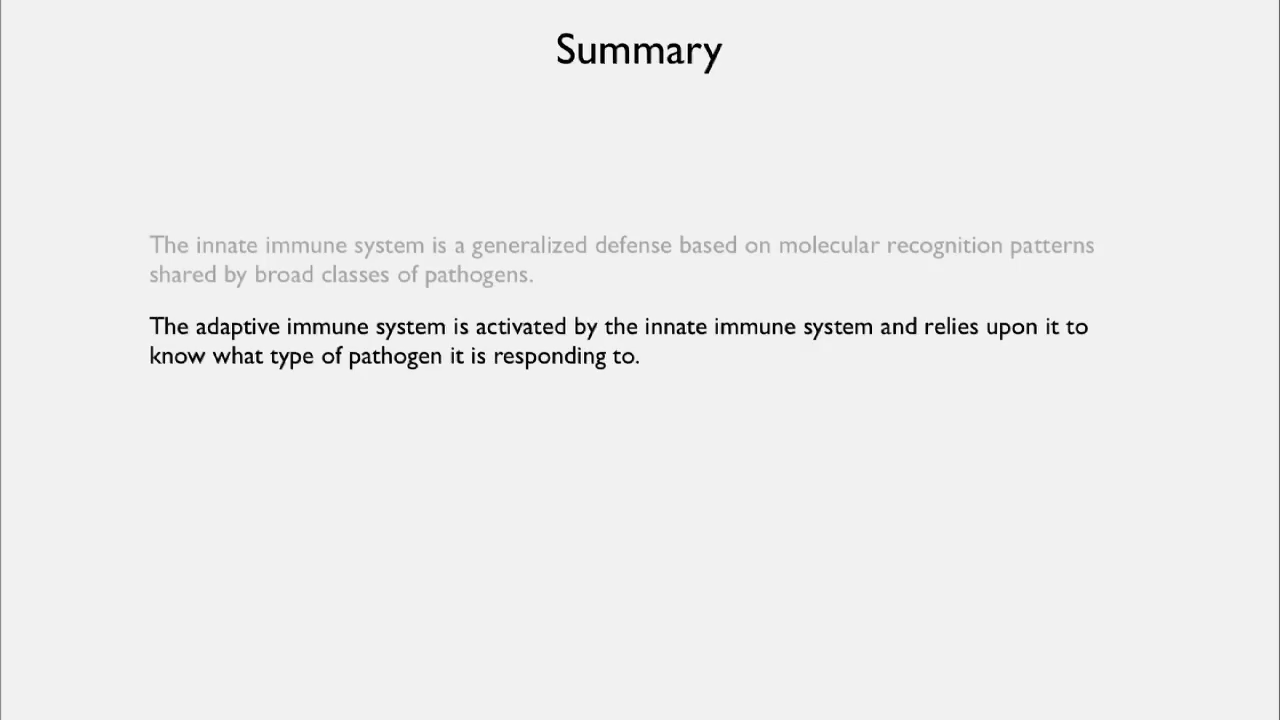 Summary
The innate immune system is a generalized defense based on molecular recognition patterns
shared by broad classes of pathogens.
The adaptive immune system is activated by the innate immune system and relies upon it to
know what type of pathogen it is responding to.